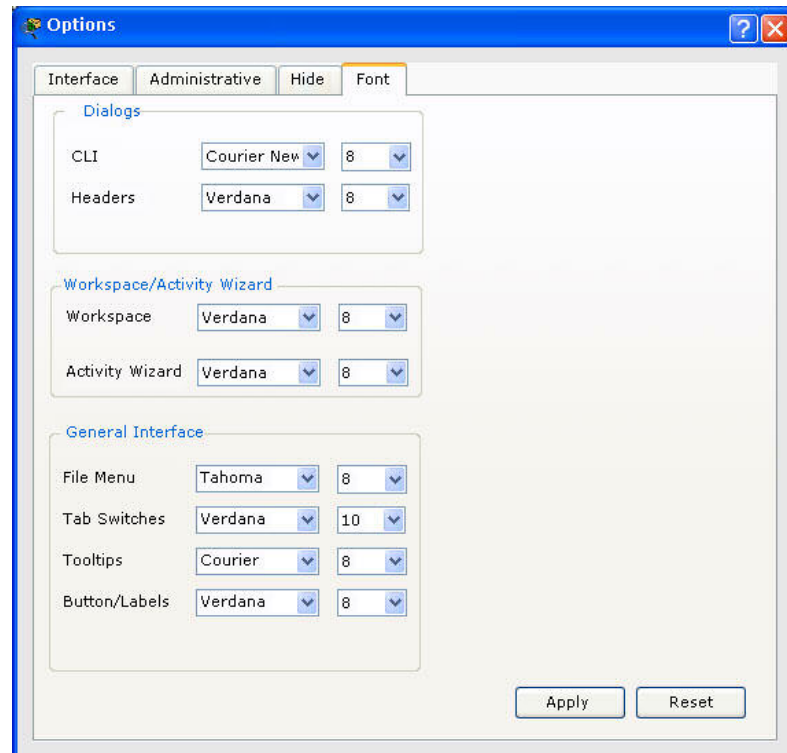 Options
Interface Administrative Hide Font
Dialogs
CLI Courier New 8
Headers Verdana 8
Workspace/Activity Wizard
Workspace Verdana 8
Activity Wizard Verdana 8
General Interface
File Menu Tahoma 8
Tab Switches Verdana 10
Tooltips Courier 8
Button/Labels Verdana 8
Apply Reset